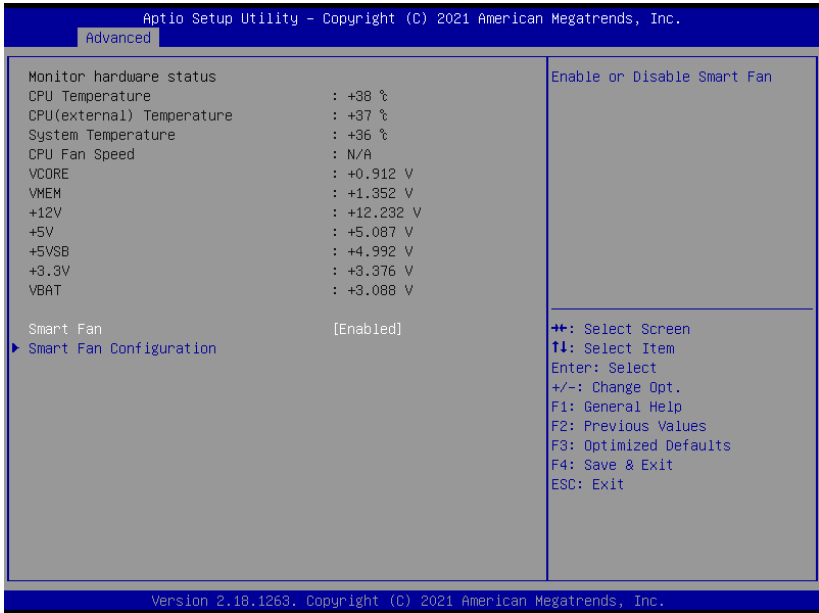 Aptio Setup Utility – Copyright (C) 2021 American Megatrends, Inc.
Advanced
Monitor hardware status
CPU Temperature : +38 ℃
CPU(external) Temperature : +37 ℃
System Temperature : +36 ℃
CPU Fan Speed : N/A
VCORE : +0.912 V
VMEM : +1.352 V
+12V : +12.232 V
+5V : +5.087 V
+5VSB : +4.992 V
+3.3V : +3.376 V
VBAT : +3.088 V
Smart Fan [Enabled]
Smart Fan Configuration
Enable or Disable Smart Fan
→←: Select Screen
↑↓: Select Item
Enter: Select
+/-: Change Opt.
F1: General Help
F2: Previous Values
F3: Optimized Defaults
F4: Save & Exit
ESC: Exit
Version 2.18.1263. Copyright (C) 2021 American Megatrends, Inc.